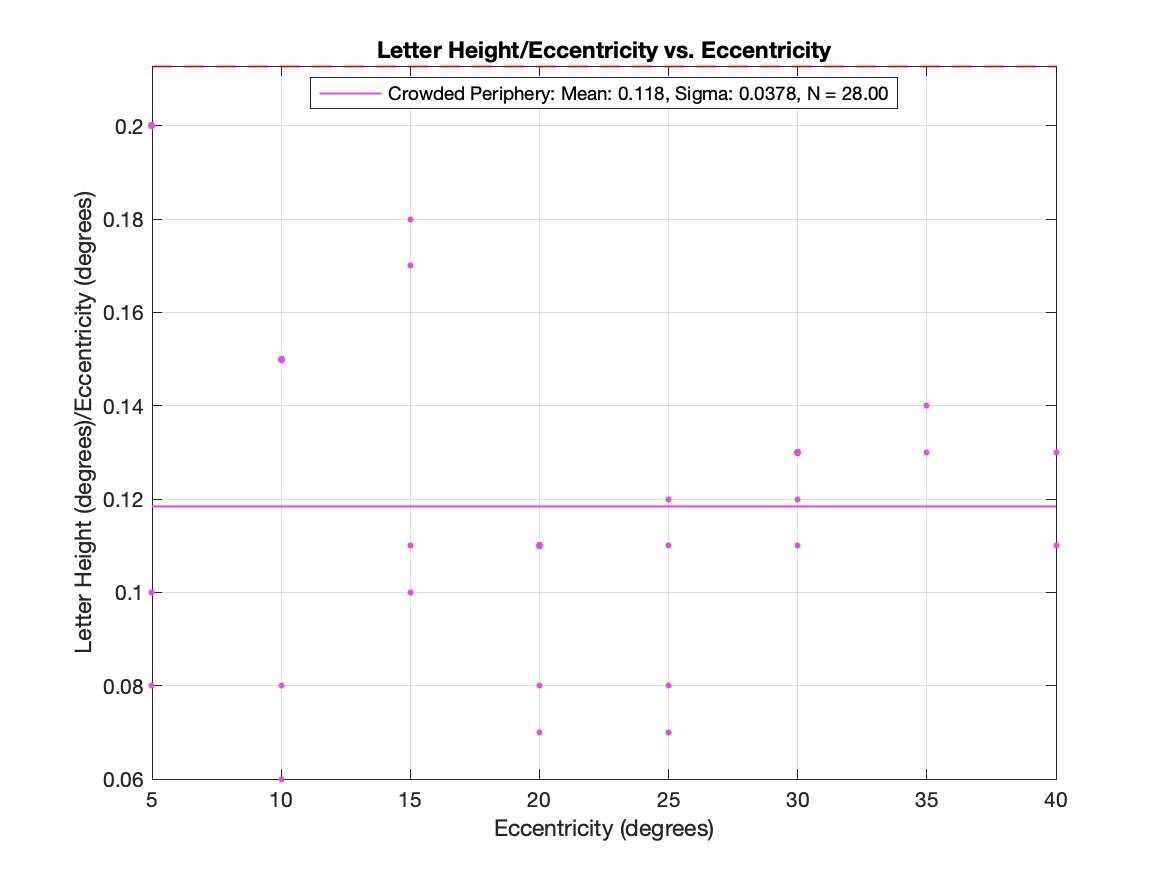 Letter Height/Eccentricity vs. Eccentricity
Crowded Periphery: Mean: 0.118, Sigma: 0.0378, N = 28.00
Letter Height (degrees)/Eccentricity (degrees)
0.2
0.18
0.16
0.14
0.12
0.1
0.08
0.06
5 10 15 20 25 30 35 40
Eccentricity (degrees)